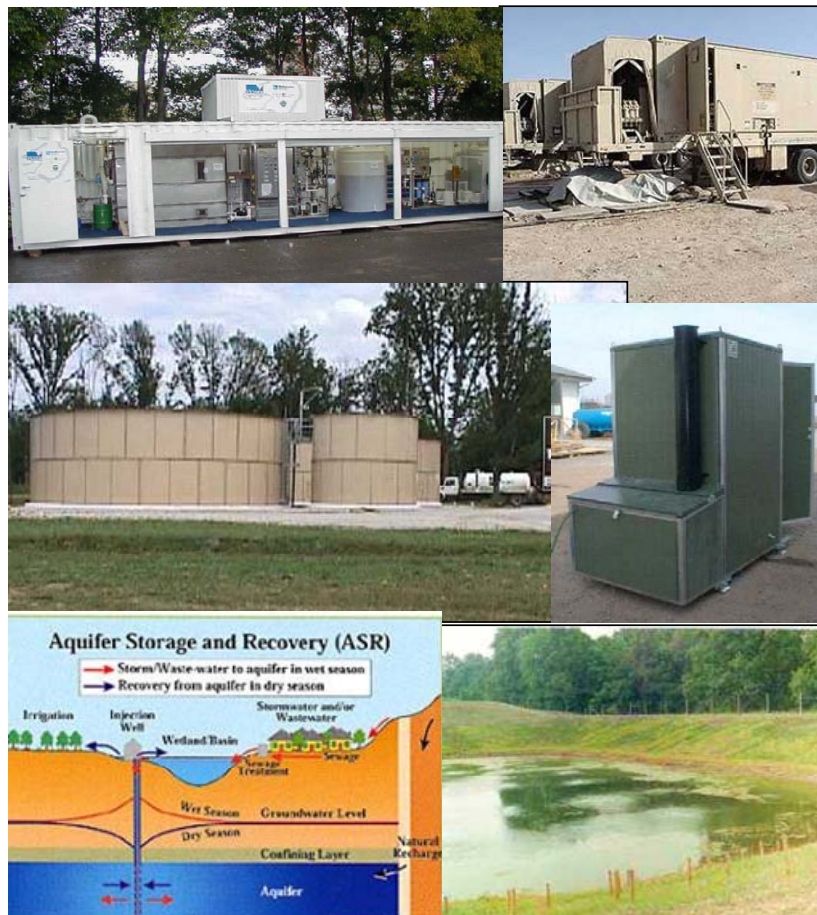 Aquifer Storage and Recovery (ASR)
Storm/Waste-water to aquifer in wet season
Recovery from aquifer in dry season
Irrigation
Injection
Well
Wetland/Basin
Stormwater and/or
Wastewater
Sewage
Sewage
Treatment
Wet Season
Groundwater Level
Dry Season
Natural
Recharge
Confining Layer
Aquifer